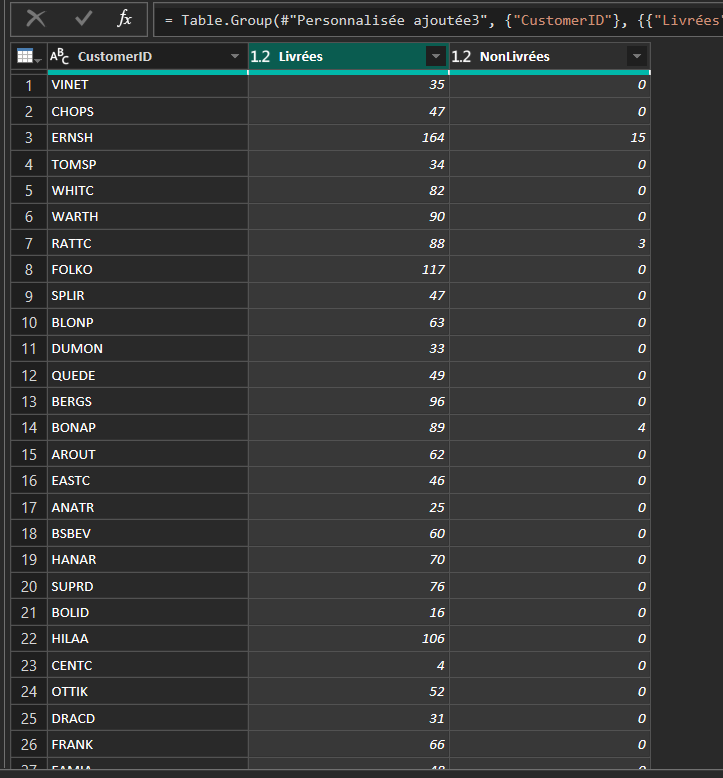 fx = Table.Group(#"Personnalisée ajoutée3", {"CustomerID"}, {{"Livrées"
ABC CustomerID 1.2 Livrées 1.2 NonLivrées
1 VINET 35 0
2 CHOPS 47 0
3 ERNSH 164 15
4 TOMSP 34 0
5 WHITC 82 0
6 WARTH 90 0
7 RATTC 88 3
8 FOLKO 117 0
9 SPLIR 47 0
10 BLONP 63 0
11 DUMON 33 0
12 QUEDE 49 0
13 BERGS 96 0
14 BONAP 89 4
15 AROUT 62 0
16 EASTC 46 0
17 ANATR 25 0
18 BSBEV 60 0
19 HANAR 70 0
20 SUPRD 76 0
21 BOLID 16 0
22 HILAA 106 0
23 CENTC 4 0
24 OTTIK 52 0
25 DRACD 31 0
26 FRANK 66 0
27